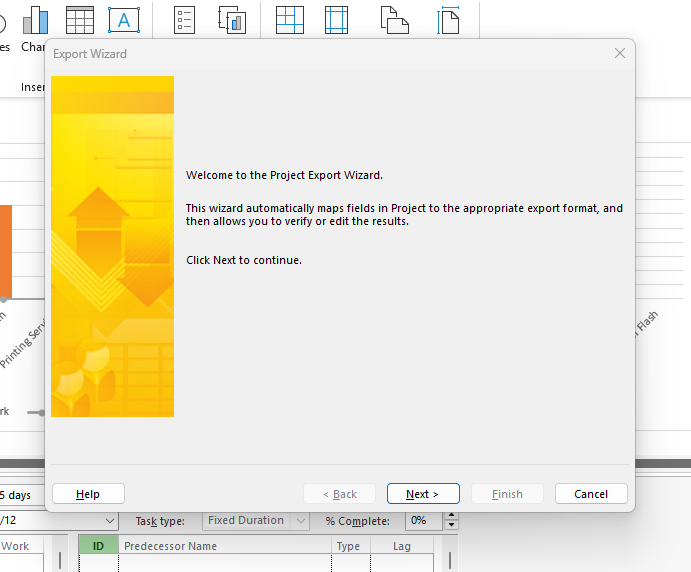 A
es
Char
Inser
Export Wizard
Welcome to the Project Export Wizard.
This wizard automatically maps fields in Project to the appropriate export format, and
then allows you to verify or edit the results.
Click Next to continue.
Printing Servi
Flash
rk
Help
< Back
Next >
Finish
Cancel
5 days
/12
Task type:
Fixed Duration
% Complete:
0%
Work
ID
Predecessor Name
Type
Lag